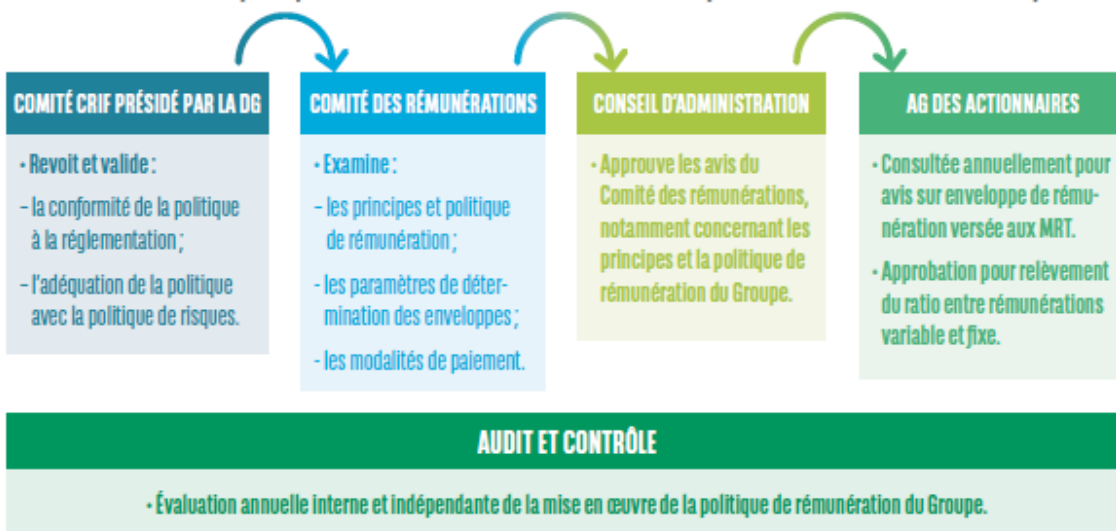 COMITÉ CRIF PRÉSIDÉ PAR LA DG
• Revoit et valide :
– la conformité de la politique
à la réglementation ;
– l'adéquation de la politique
avec la politique de risques.
COMITÉ DES RÉMUNÉRATIONS
• Examine :
– les principes et politique
de rémunération ;
- les paramètres de déter-
mination des enveloppes ;
- les modalités de paiement.
CONSEIL D'ADMINISTRATION
• Approuve les avis du
Comité des rémunérations,
notamment concernant les
principes et la politique de
rémunération du Groupe.
AG DES ACTIONNAIRES
• Consultée annuellement pour
avis sur enveloppe de rému-
nération versée aux MRT.
• Approbation pour relèvement
du ratio entre rémunérations
variable et fixe.
AUDIT ET CONTRÔLE
• Évaluation annuelle interne et indépendante de la mise en œuvre de la politique de rémunération du Groupe.